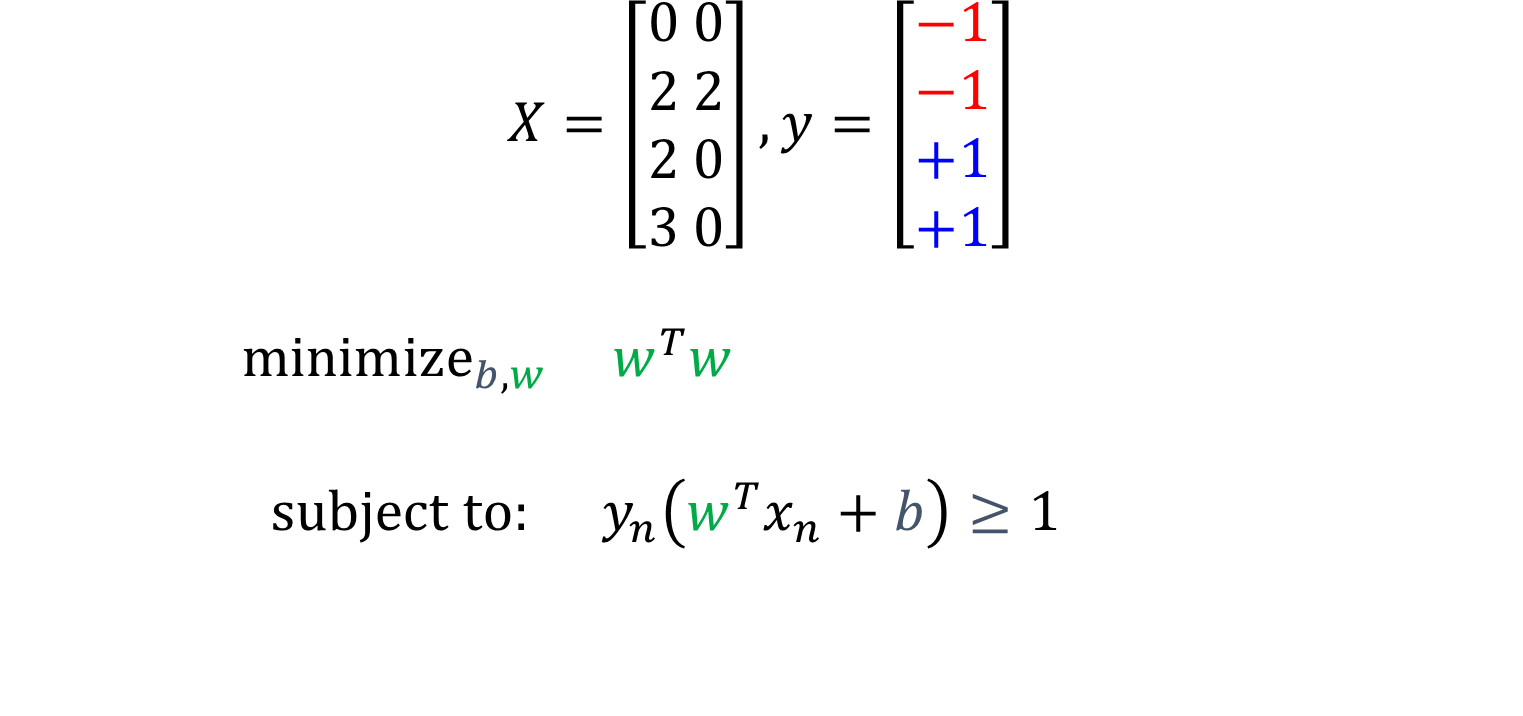 X = [0 0 2 2 2 0 3 0], y = [−1 −1 +1 +1]
minimize_{b,w} w^T w
subject to: y_n(w^T x_n + b) ≥ 1